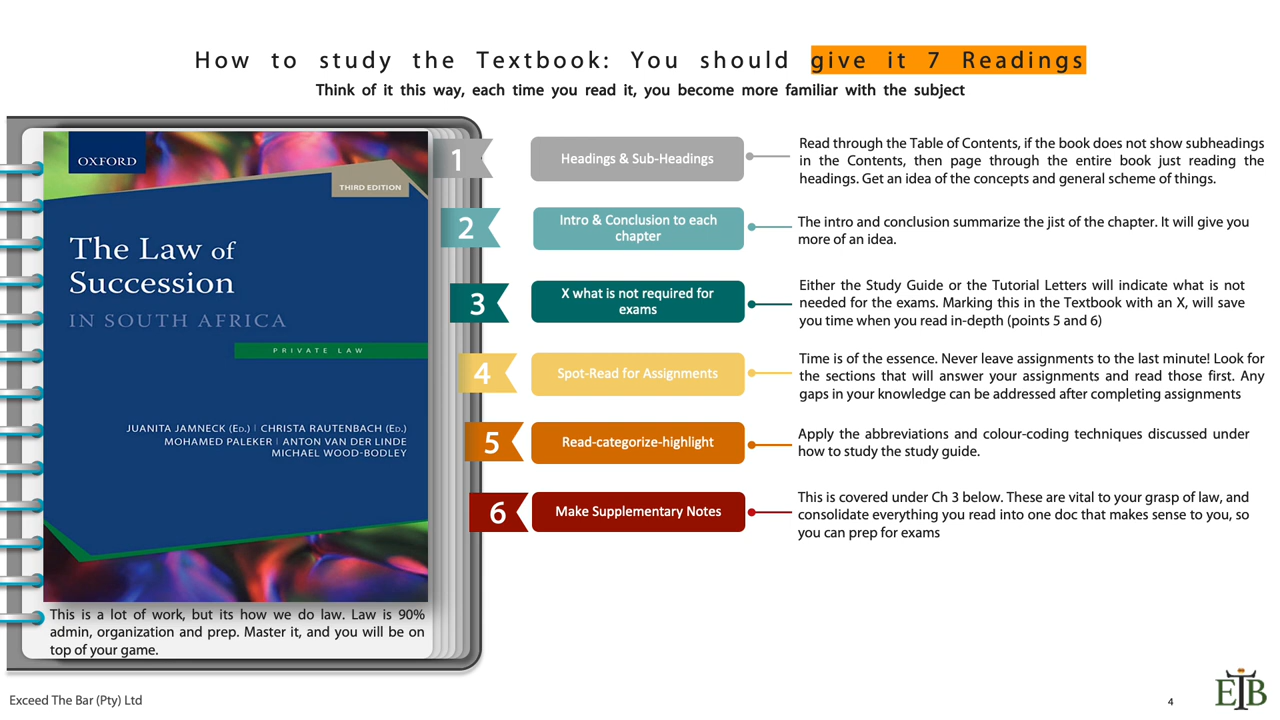 How to study the Textbook: You should give it 7 Readings
Think of it this way, each time you read it, you become more familiar with the subject
OXFORD
THIRD EDITION
The Law of
Succession
IN SOUTH AFRICA
PRIVATE LAW
JUANITA JAMNECK (ED.) | CHRISTA RAUTENBACH (ED.)
MOHAMED PALEKER | ANTON VAN DER LINDE
MICHAEL WOOD-BODLEY
This is a lot of work, but its how we do law. Law is 90%
admin, organization and prep. Master it, and you will be on
top of your game.
1
Headings & Sub-Headings
Read through the Table of Contents, if the book does not show subheadings
in the Contents, then page through the entire book just reading the
headings. Get an idea of the concepts and general scheme of things.
2
Intro & Conclusion to each
chapter
The intro and conclusion summarize the jist of the chapter. It will give you
more of an idea.
3
X what is not required for
exams
Either the Study Guide or the Tutorial Letters will indicate what is not
needed for the exams. Marking this in the Textbook with an X, will save
you time when you read in-depth (points 5 and 6)
4
Spot-Read for Assignments
Time is of the essence. Never leave assignments to the last minute! Look for
the sections that will answer your assignments and read those first. Any
gaps in your knowledge can be addressed after completing assignments
5
Read-categorize-highlight
Apply the abbreviations and colour-coding techniques discussed under
how to study the study guide.
6
Make Supplementary Notes
This is covered under Ch 3 below. These are vital to your grasp of law, and
consolidate everything you read into one doc that makes sense to you, so
you can prep for exams
Exceed The Bar (Pty) Ltd
4
ETB